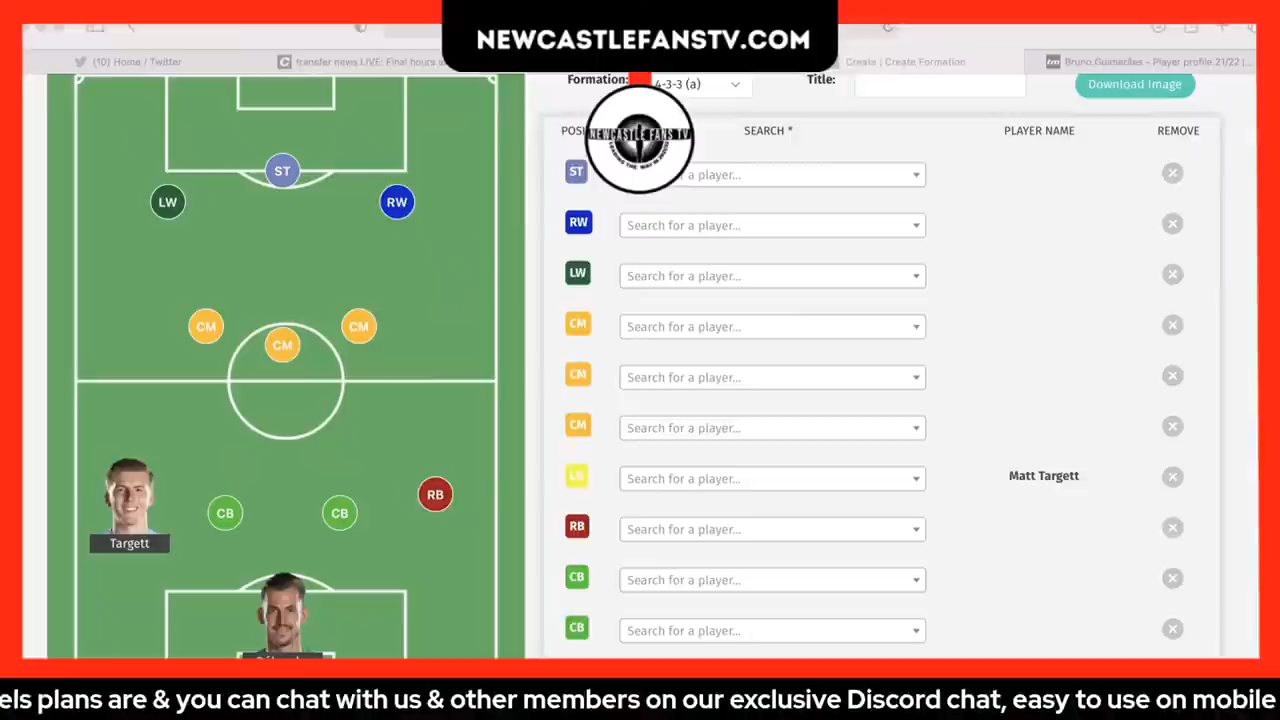 NEWCASTLEFANSTV.COM
(10) Home / Twitter
transfer news LIVE: Final hours
Create | Create Formation
Bruno Guimarães - Player profile 21/22 |...
Formation:
4-3-3 (a)
Title:
Download Image
SEARCH *
PLAYER NAME
REMOVE
NEWCASTLE FANS TV
ST
LW
RW
CM
CM
CM
Targett
CB
CB
RB
ST
a player...
RW
Search for a player...
LW
Search for a player...
CM
Search for a player...
CM
Search for a player...
CM
Search for a player...
LB
Search for a player...
Matt Targett
RB
Search for a player...
CB
Search for a player...
CB
Search for a player...
els plans are & you can chat with us & other members on our exclusive Discord chat, easy to use on mobile